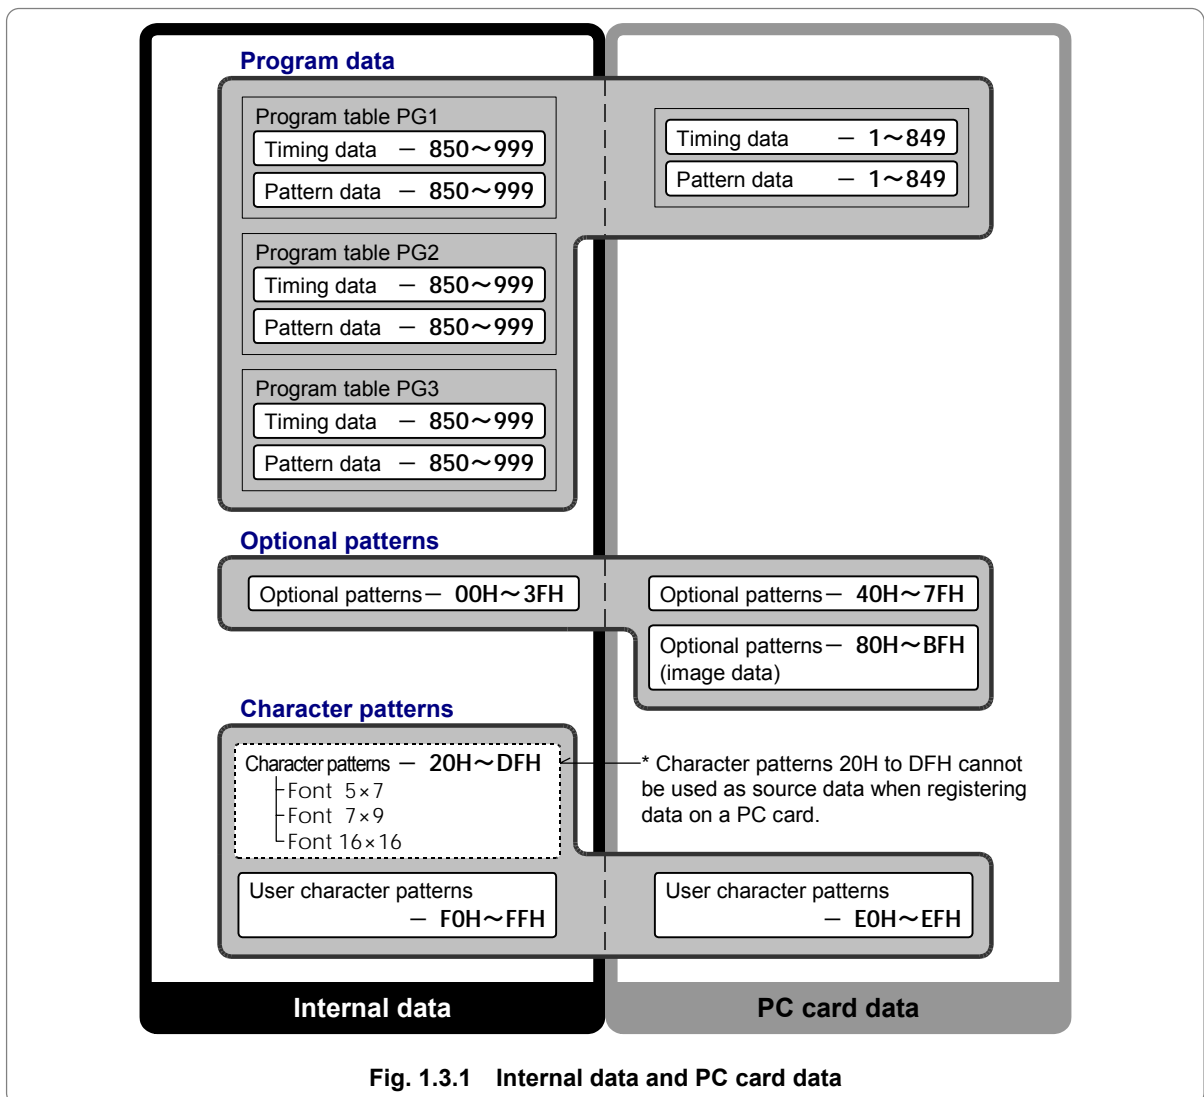 Program data
Program table PG1
Timing data － 850～999
Pattern data － 850～999
Program table PG2
Timing data － 850～999
Pattern data － 850～999
Program table PG3
Timing data － 850～999
Pattern data － 850～999
Timing data － 1～849
Pattern data － 1～849
Optional patterns
Optional patterns－ 00H～3FH
Optional patterns－ 40H～7FH
Optional patterns－ 80H～BFH
(image data)
Character patterns
Character patterns － 20H～DFH
Font 5×7
Font 7×9
Font 16×16
* Character patterns 20H to DFH cannot
be used as source data when registering
data on a PC card.
User character patterns
－ F0H～FFH
User character patterns
－ E0H～EFH
Internal data
PC card data
Fig. 1.3.1 Internal data and PC card data